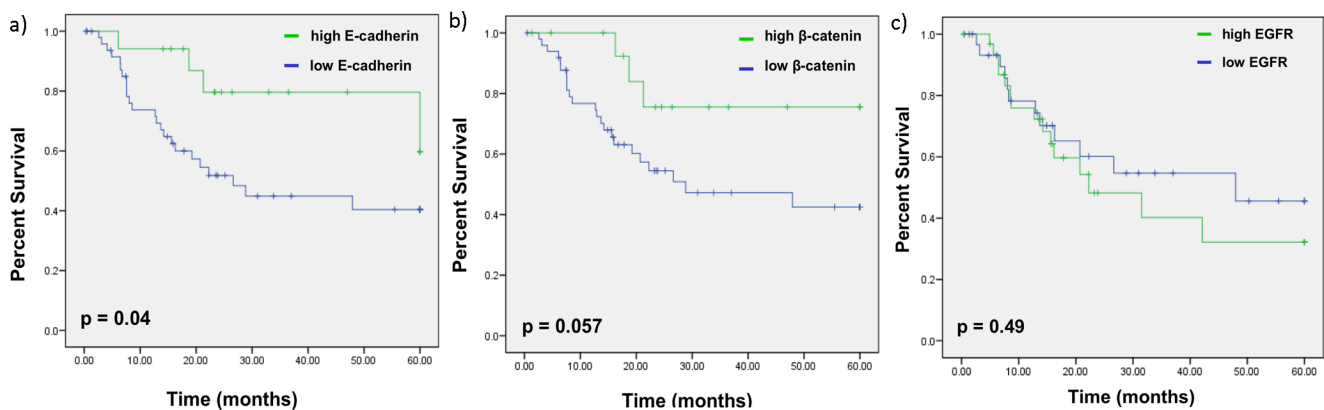 a)
high E-cadherin
low E-cadherin
Percent Survival
1.0
0.8
0.6
0.4
0.2
0.0
p = 0.04
0.00 10.00 20.00 30.00 40.00 50.00 60.00
Time (months)
b)
high β-catenin
low β-catenin
Percent Survival
1.0
0.8
0.6
0.4
0.2
0.0
p = 0.057
0.00 10.00 20.00 30.00 40.00 50.00 60.00
Time (months)
c)
high EGFR
low EGFR
Percent Survival
1.0
0.8
0.6
0.4
0.2
0.0
p = 0.49
0.00 10.00 20.00 30.00 40.00 50.00 60.00
Time (months)